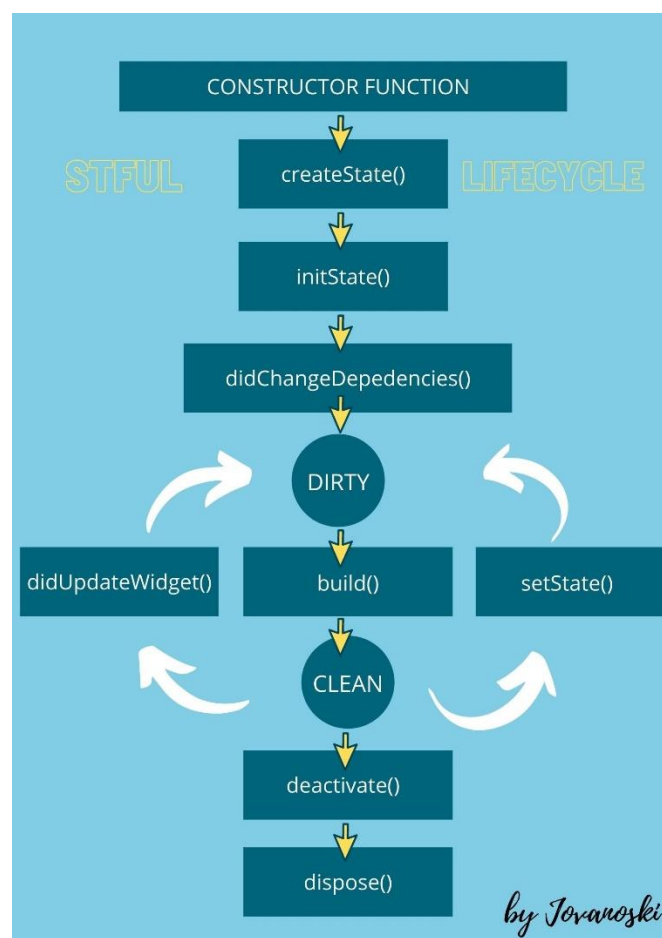 CONSTRUCTOR FUNCTION
STFUL
createState()
LIFECYCLE
initState()
didChangeDepedencies()
DIRTY
didUpdateWidget()
build()
setState()
CLEAN
deactivate()
dispose()
by Jovanoski